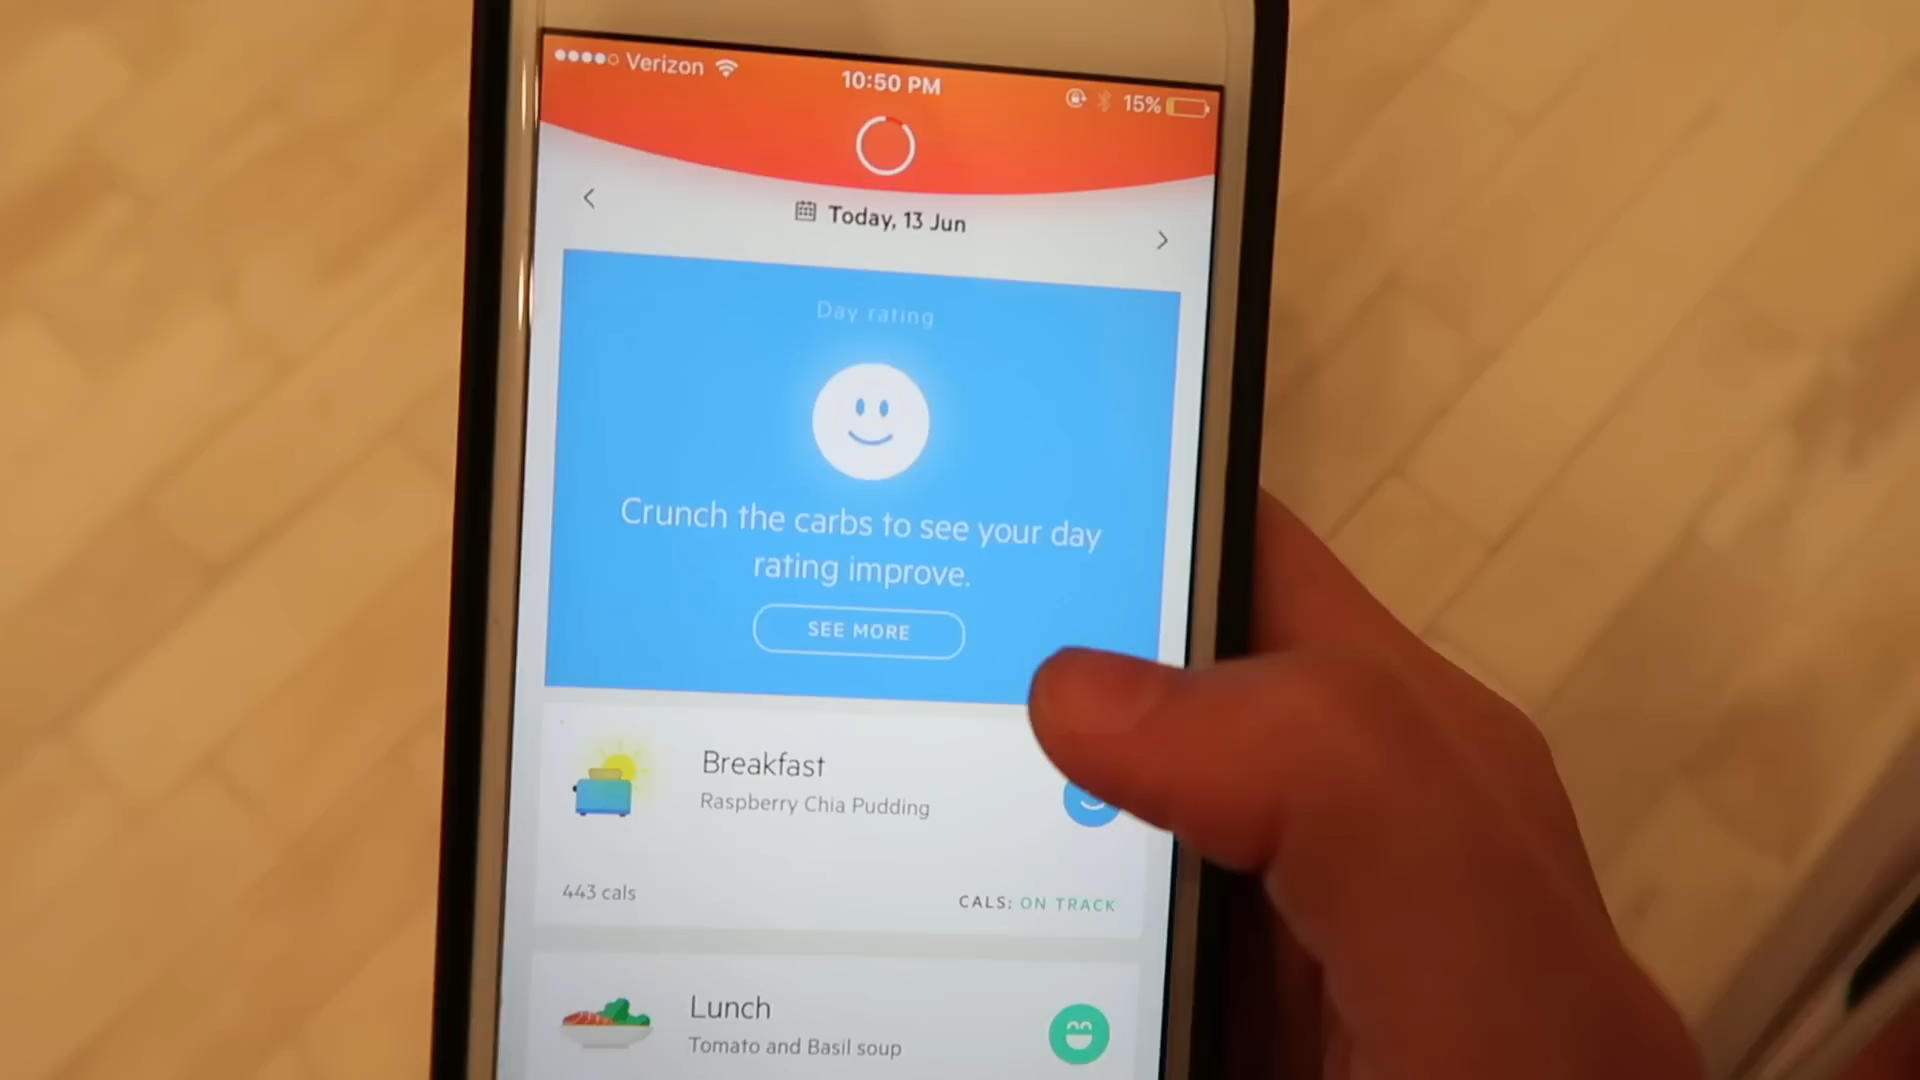 Verizon
10:50 PM
15%
Today, 13 Jun
Day rating
Crunch the carbs to see your day
rating improve.
SEE MORE
Breakfast
Raspberry Chia Pudding
443 cals
CALS: ON TRACK
Lunch
Tomato and Basil soup